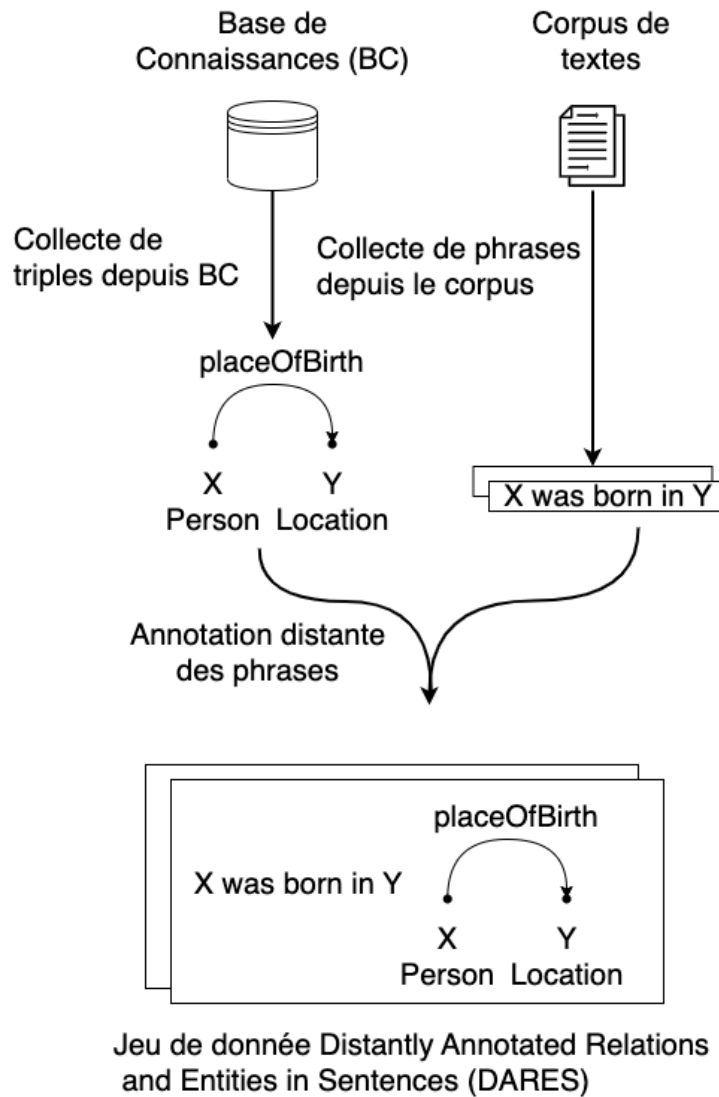 Base de
Connaissances (BC)
Corpus de
textes
Collecte de
triples depuis BC
Collecte de phrases
depuis le corpus
placeOfBirth
X Y
Person Location
X was born in Y
Annotation distante
des phrases
placeOfBirth
X was born in Y
X Y
Person Location
Jeu de donnée Distantly Annotated Relations
and Entities in Sentences (DARES)